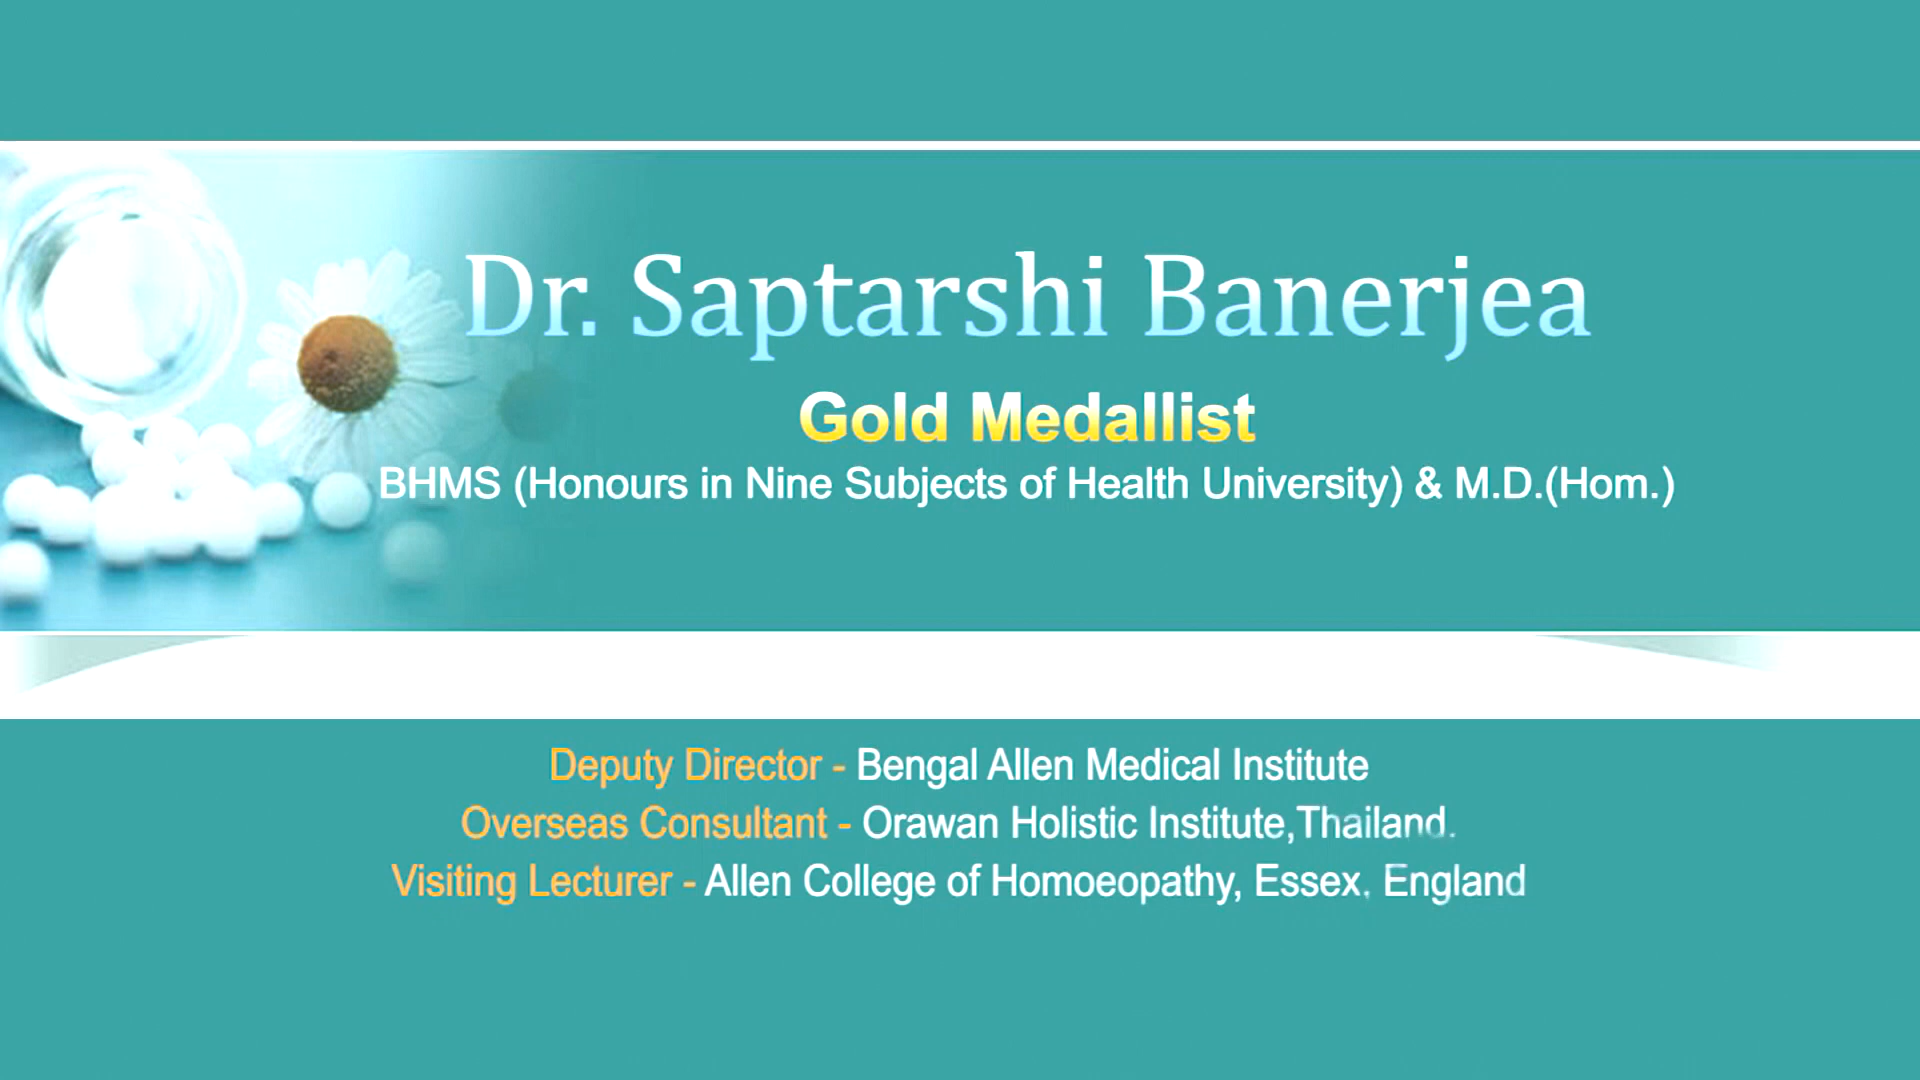 Dr. Saptarshi Banerjea
Gold Medallist
BHMS (Honours in Nine Subjects of Health University) & M.D.(Hom.)
Deputy Director - Bengal Allen Medical Institute
Overseas Consultant - Orawan Holistic Institute,Thailand.
Visiting Lecturer - Allen College of Homoeopathy, Essex, England